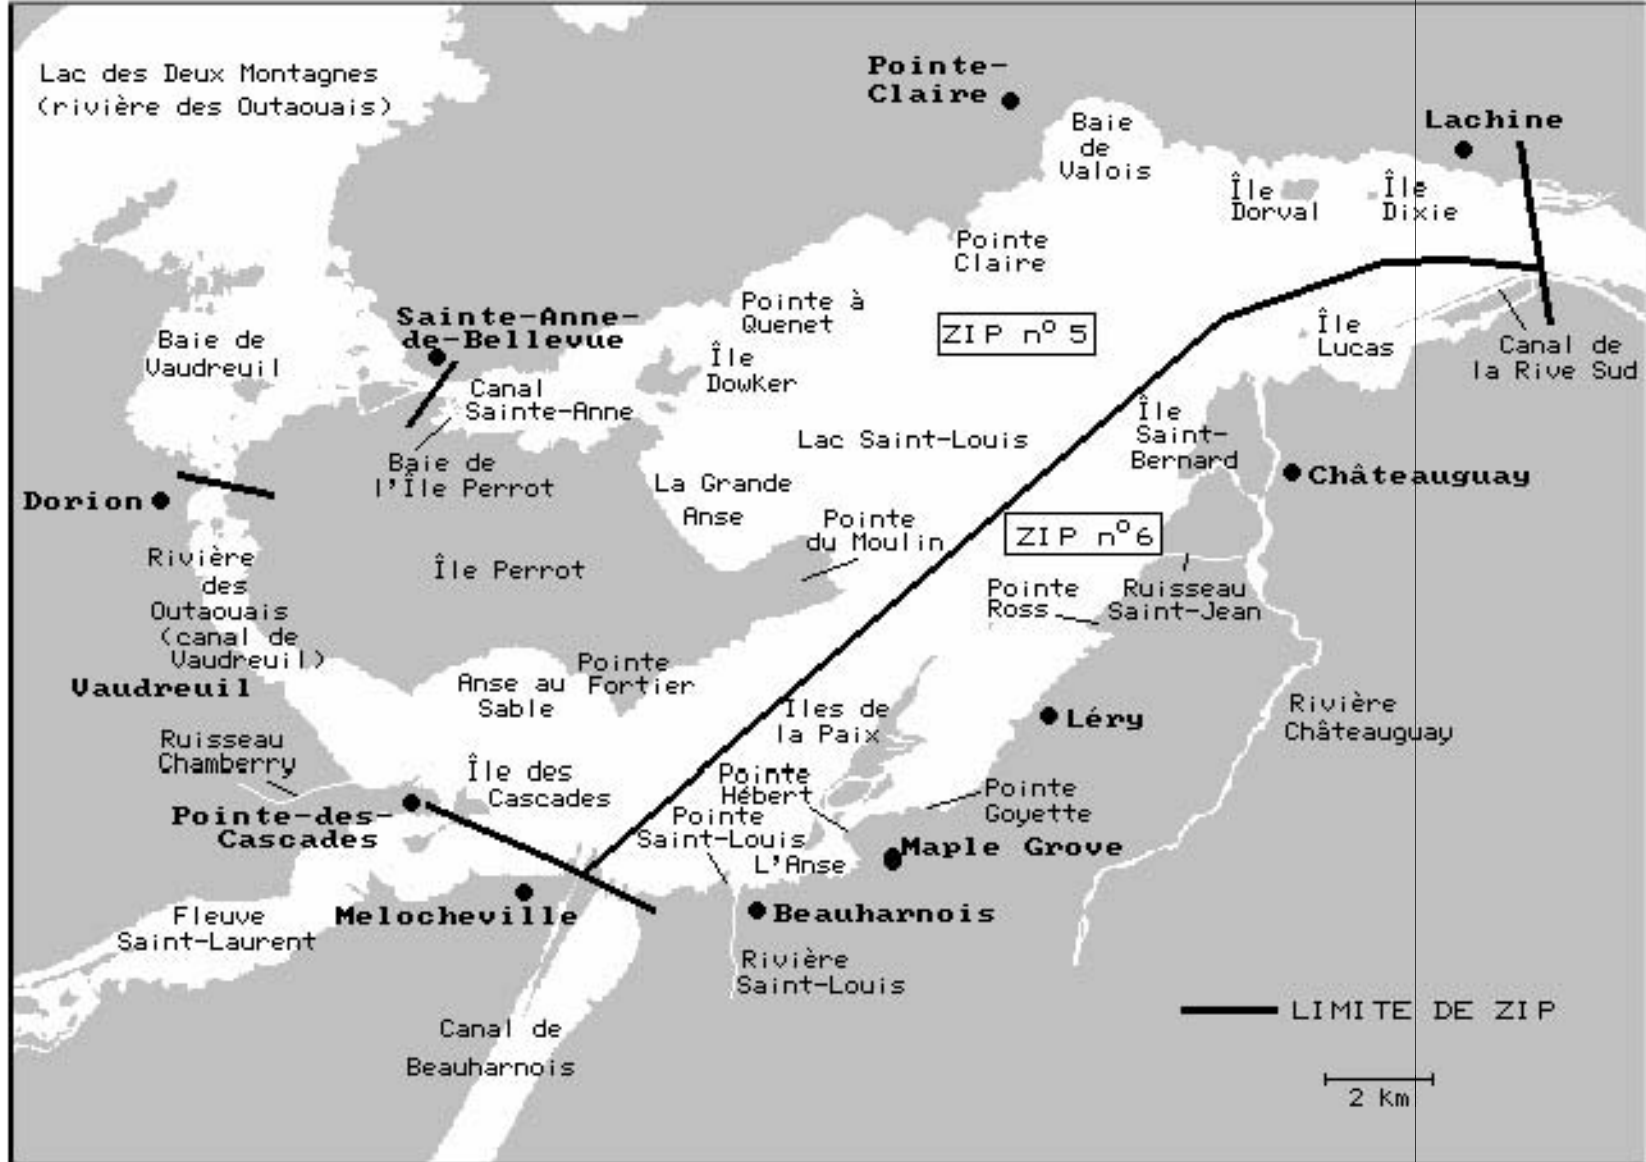 Lac des Deux Montagnes
(rivière des Outaouais)
Pointe-
Claire
Baie
de
Valois
Lachine
Île
Dorval
Île
Dixie
Pointe
Claire
Pointe à
Quenet
Sainte-Anne-
de-Bellevue
Baie de
Vaudreuil
ZIP nº 5
Île
Lucas
Canal de
la Rive Sud
Île
Dowker
Canal
Sainte-Anne
Île
Saint-
Bernard
Lac Saint-Louis
Baie de
l'Île Perrot
La Grande
Anse
Châteauguay
Dorion
Pointe
du Moulin
ZIP nº 6
Rivière
des
Outaouais
(canal de
Vaudreuil)
Île Perrot
Pointe
Ross
Ruisseau
Saint-Jean
Vaudreuil
Anse au
Sable
Pointe
Fortier
Iles de
la Paix
Léry
Rivière
Châteauguay
Ruisseau
Chamberry
Île des
Cascades
Pointe
Hébert
Pointe
Goyette
Pointe-des-
Cascades
Pointe
Saint-Louis
L'Anse
Maple Grove
Fleuve
Saint-Laurent
Melocheville
Beauharnois
Rivière
Saint-Louis
Canal de
Beauharnois
LIMITE DE ZIP
2 Km